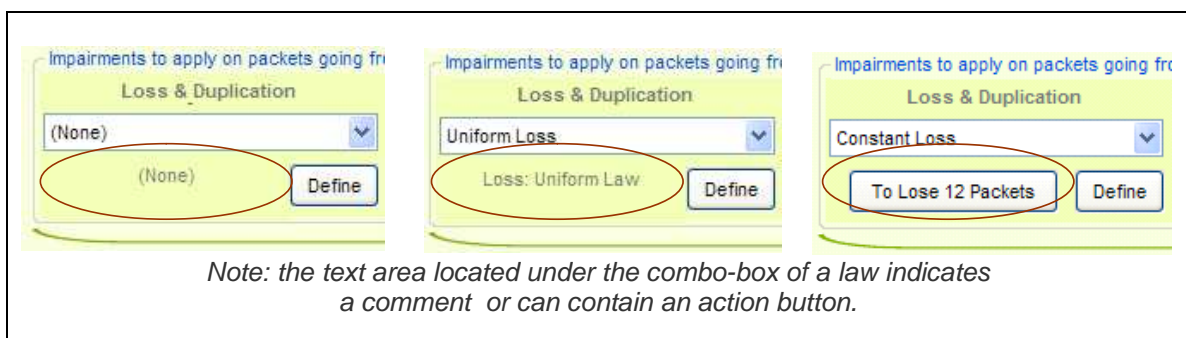 Impairments to apply on packets going fr
Loss & Duplication
(None)
(None)
Define
Impairments to apply on packets going fr
Loss & Duplication
Uniform Loss
Loss: Uniform Law
Define
Impairments to apply on packets going fro
Loss & Duplication
Constant Loss
To Lose 12 Packets
Define
Note: the text area located under the combo-box of a law indicates
a comment or can contain an action button.